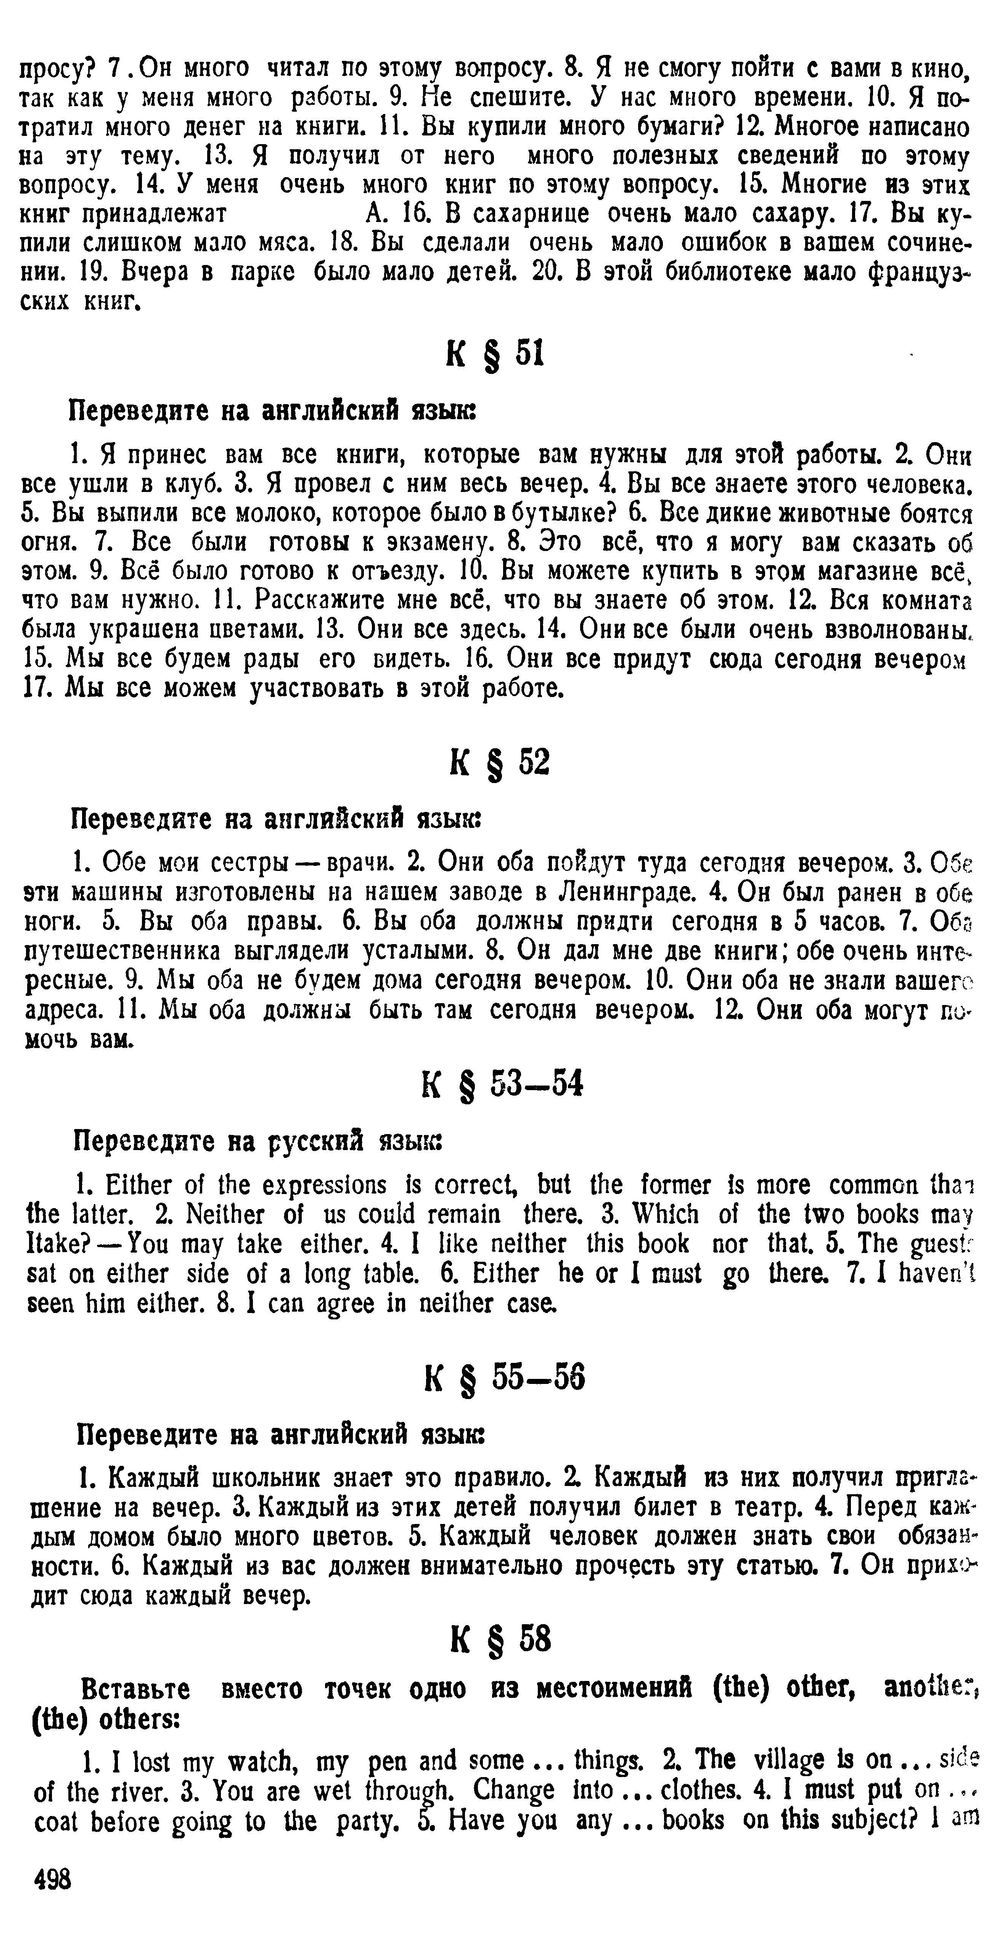 просу? 7. Он много читал по этому вопросу. 8. Я не смогу пойти с вами в кино,
так как у меня много работы. 9. Не спешите. У нас много времени. 10. Я по-
тратил много денег на книги. 11. Вы купили много бумаги? 12. Многое написано
на эту тему. 13. Я получил от него много полезных сведений по этому
вопросу. 14. У меня очень много книг по этому вопросу. 15. Многие из этих
книг принадлежат А. 16. В сахарнице очень мало сахару. 17. Вы ку-
пили слишком мало мяса. 18. Вы сделали очень мало ошибок в вашем сочине-
нии. 19. Вчера в парке было мало детей. 20. В этой библиотеке мало француз-
ских книг.
К § 51
Переведите на английский язык:
1. Я принес вам все книги, которые вам нужны для этой работы. 2. Они
все ушли в клуб. 3. Я провел с ним весь вечер. 4. Вы все знаете этого человека.
5. Вы выпили все молоко, которое было в бутылке? 6. Все дикие животные боятся
огня. 7. Все были готовы к экзамену. 8. Это всё, что я могу вам сказать об
этом. 9. Всё было готово к отъезду. 10. Вы можете купить в этом магазине всё,
что вам нужно. 11. Расскажите мне всё, что вы знаете об этом. 12. Вся комната
была украшена цветами. 13. Они все здесь. 14. Они все были очень взволнованы.
15. Мы все будем рады его видеть. 16. Они все придут сюда сегодня вечером
17. Мы все можем участвовать в этой работе.
К § 52
Переведите на английский язык:
1. Обе мои сестры — врачи. 2. Они оба пойдут туда сегодня вечером. 3. Обе
эти машины изготовлены на нашем заводе в Ленинграде. 4. Он был ранен в обе
ноги. 5. Вы оба правы. 6. Вы оба должны придти сегодня в 5 часов. 7. Оба
путешественника выглядели усталыми. 8. Он дал мне две книги; обе очень инте-
ресные. 9. Мы оба не будем дома сегодня вечером. 10. Они оба не знали вашего
адреса. 11. Мы оба должны быть там сегодня вечером. 12. Они оба могут по-
мочь вам.
К § 53—54
Переведите на русский язык:
1. Either of the expressions is correct, but the former is more common than
the latter. 2. Neither of us could remain there. 3. Which of the two books may
Itake? — You may take either. 4. I like neither this book nor that. 5. The guests
sat on either side of a long table. 6. Either he or I must go there. 7. I haven't
seen him either. 8. I can agree in neither case.
К § 55—56
Переведите на английский язык:
1. Каждый школьник знает это правило. 2. Каждый из них получил пригла-
шение на вечер. 3. Каждый из этих детей получил билет в театр. 4. Перед каж-
дым домом было много цветов. 5. Каждый человек должен знать свои обязан-
ности. 6. Каждый из вас должен внимательно прочесть эту статью. 7. Он прихо-
дит сюда каждый вечер.
К § 58
Вставьте вместо точек одно из местоимений (the) other, another,
(the) others:
1. I lost my watch, my pen and some ... things. 2. The village is on ... side
of the river. 3. You are wet through. Change into ... clothes. 4. I must put on ...
coat before going to the party. 5. Have you any ... books on this subject? I am
498